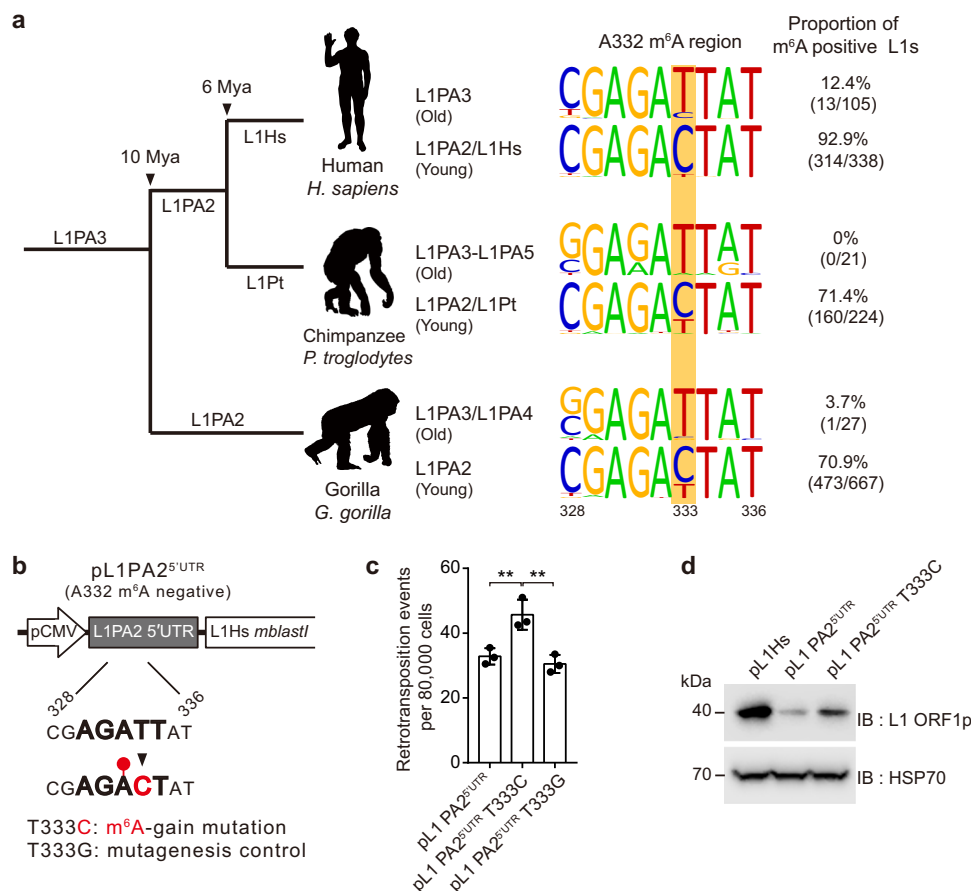 a
6 Mya
10 Mya
L1Hs
L1PA2
L1PA3
L1Pt
L1PA2
Human
H. sapiens
Chimpanzee
P. troglodytes
Gorilla
G. gorilla
A332 m⁶A region
Proportion of
m⁶A positive L1s
L1PA3
(Old)
CGAGATTAT
12.4%
(13/105)
L1PA2/L1Hs
(Young)
CGAGACTAT
92.9%
(314/338)
L1PA3-L1PA5
(Old)
GGAGATTAT
0%
(0/21)
L1PA2/L1Pt
(Young)
CGAGACTAT
71.4%
(160/224)
L1PA3/L1PA4
(Old)
GGAGATTAT
3.7%
(1/27)
L1PA2
(Young)
CGAGACTAT
70.9%
(473/667)
328 333 336
b
pL1PA2⁵'ᵁᵀᴿ
(A332 m⁶A negative)
pCMV L1PA2 5'UTR L1Hs mblastI
328 336
CGAGATTAT
CGAGACTAT
T333C: m⁶A-gain mutation
T333G: mutagenesis control
c
Retrotransposition events
per 80,000 cells
60
40
20
0
** **
pL1 PA2⁵'ᵁᵀᴿ
pL1 PA2⁵'ᵁᵀᴿ T333C
pL1 PA2⁵'ᵁᵀᴿ T333G
d
pL1Hs
pL1 PA2⁵'ᵁᵀᴿ
pL1 PA2⁵'ᵁᵀᴿ T333C
kDa
40
IB : L1 ORF1p
70
IB : HSP70